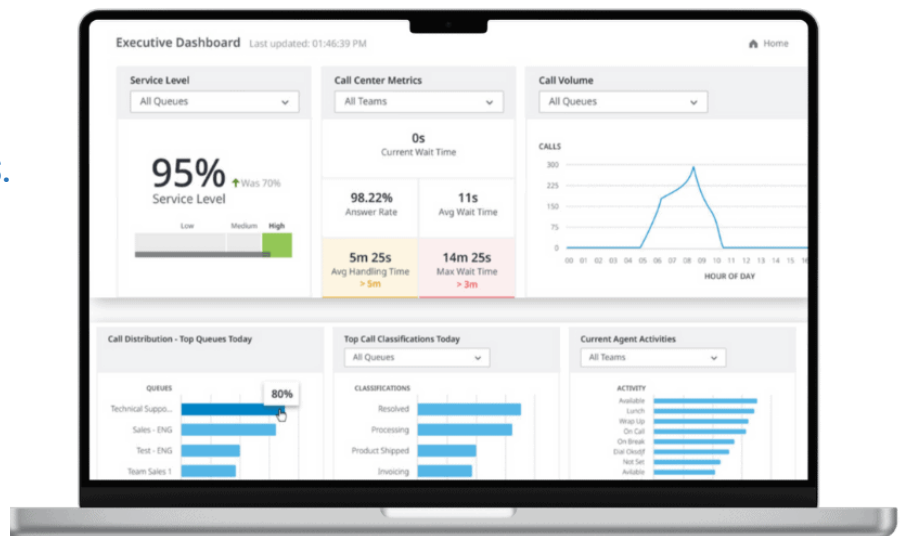 Executive Dashboard Last updated: 01:46:39 PM
Home
Service Level
All Queues
95%
Was 70%
Service Level
Low Medium High
Call Center Metrics
All Teams
0s
Current Wait Time
98.22%
Answer Rate
11s
Avg Wait Time
5m 25s
Avg Handling Time
> 5m
14m 25s
Max Wait Time
> 3m
Call Volume
All Queues
CALLS
300
225
150
75
0
00 01 02 03 04 05 06 07 08 09 10 11 12 13 14 15
HOUR OF DAY
s.
Call Distribution - Top Queues Today
QUEUES
80%
Technical Suppo...
Sales - ENG
Test - ENG
Team Sales 1
Top Call Classifications Today
All Queues
CLASSIFICATIONS
Resolved
Processing
Product Shipped
Invoicing
Current Agent Activities
All Teams
ACTIVITY
Available
Lunch
Wrap Up
On Call
On Break
Not Set
Avilable